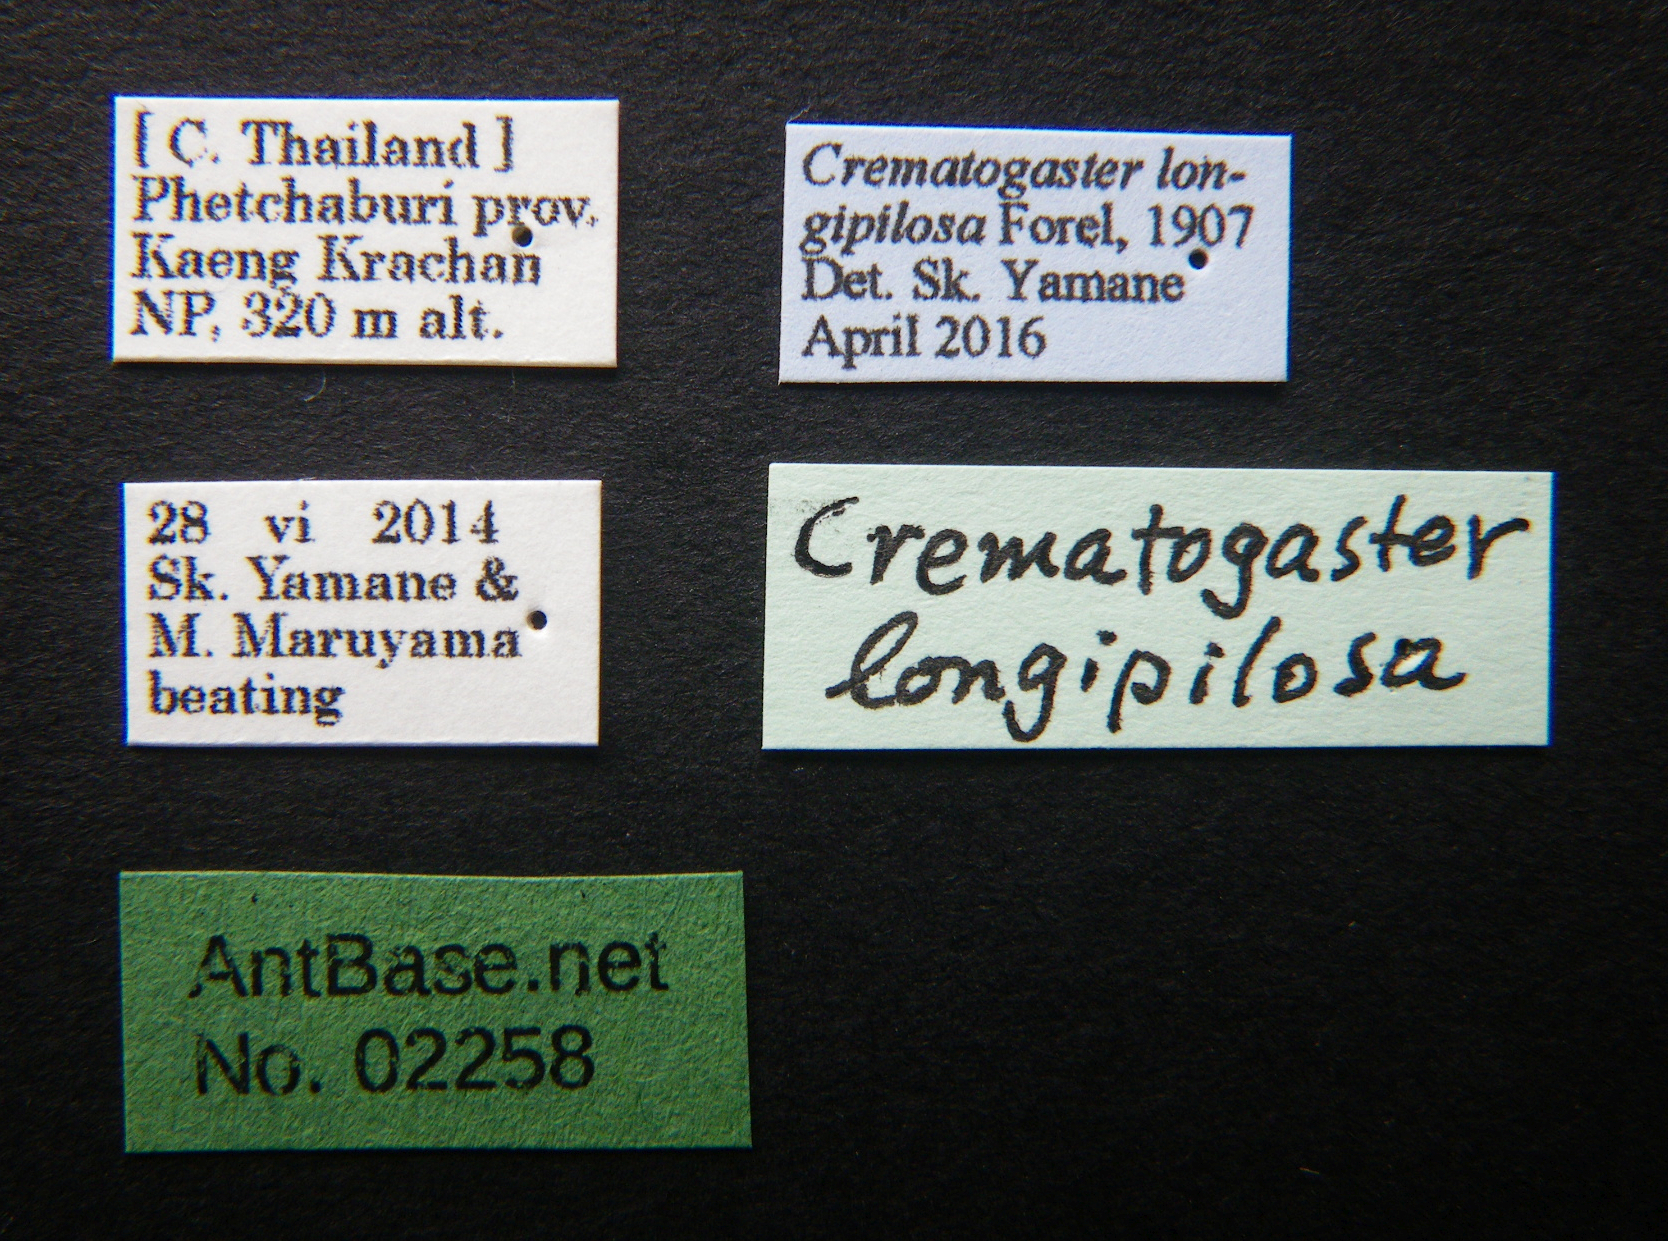 [ C. Thailand ]
Phetchaburi prov.
Kaeng Krachan
NP, 320 m alt.
Crematogaster lon-
gipilosa Forel, 1907
Det. Sk. Yamane
April 2016
28 vi 2014
Sk. Yamane &
M. Maruyama
beating
Crematogaster
longipilosa
AntBase.net
No. 02258